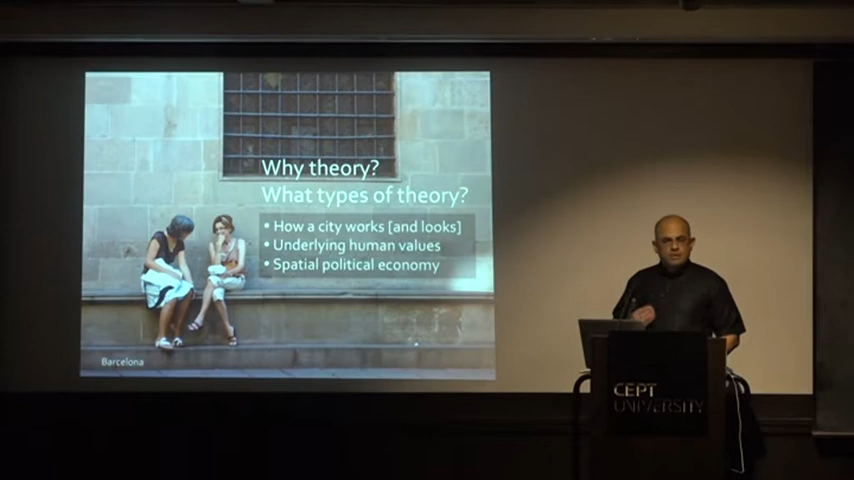 Why theory?
What types of theory?
▪ How a city works [and looks]
▪ Underlying human values
▪ Spatial political economy
Barcelona
CEPT
UNIVERSITY